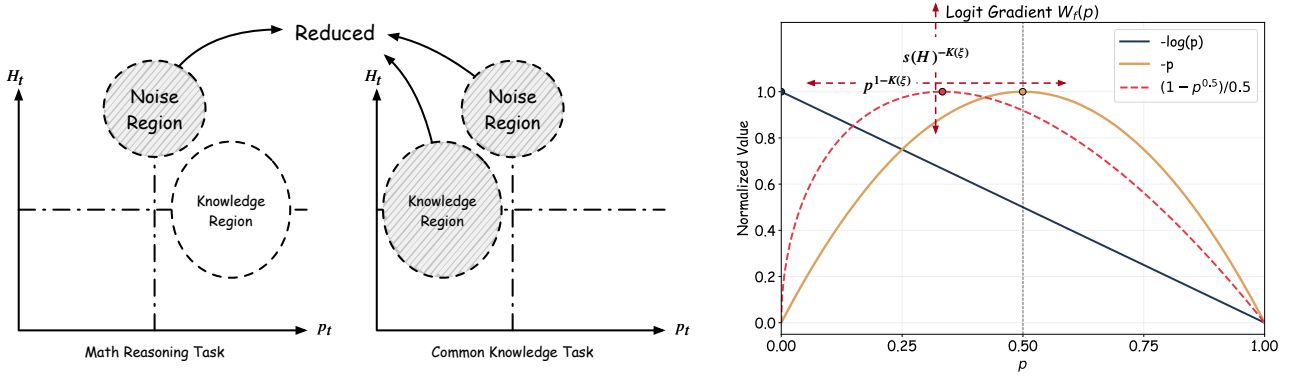 Reduced
H_t
Noise
Region
Knowledge
Region
p_t
Math Reasoning Task
H_t
Noise
Region
Knowledge
Region
p_t
Common Knowledge Task
Logit Gradient W_f(p)
s(H)^{-K(ξ)}
p^{1-K(ξ)}
-log(p)
-p
(1 − p^{0.5})/0.5
Normalized Value
1.0
0.8
0.6
0.4
0.2
0.0
0.00 0.25 0.50 0.75 1.00
p